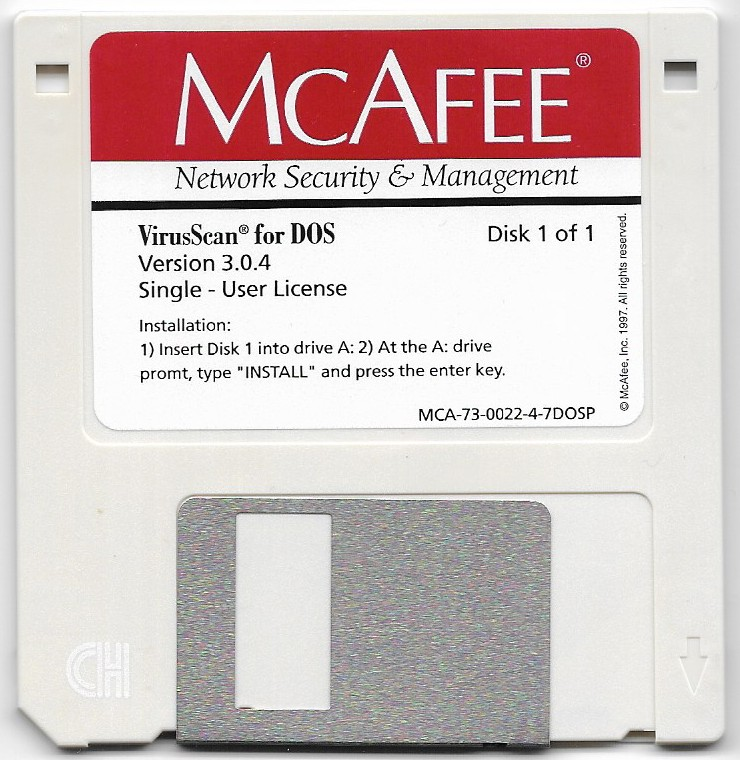 McAfee®
Network Security & Management
VirusScan® for DOS
Disk 1 of 1
Version 3.0.4
Single - User License
Installation:
1) Insert Disk 1 into drive A: 2) At the A: drive
promt, type "INSTALL" and press the enter key.
MCA-73-0022-4-7DOSP
© McAfee, Inc. 1997. All rights reserved.
CH